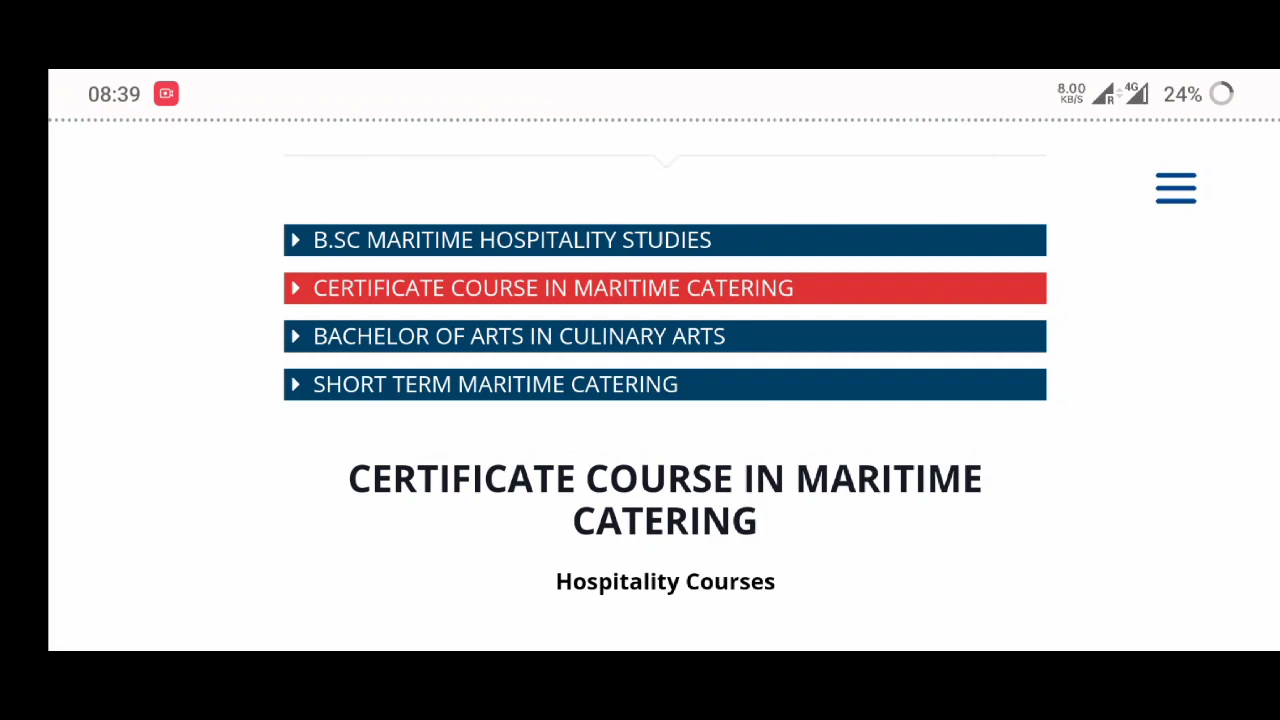 08:39
8.00
KB/S
R
4G
24%
B.SC MARITIME HOSPITALITY STUDIES
CERTIFICATE COURSE IN MARITIME CATERING
BACHELOR OF ARTS IN CULINARY ARTS
SHORT TERM MARITIME CATERING
CERTIFICATE COURSE IN MARITIME
CATERING
Hospitality Courses